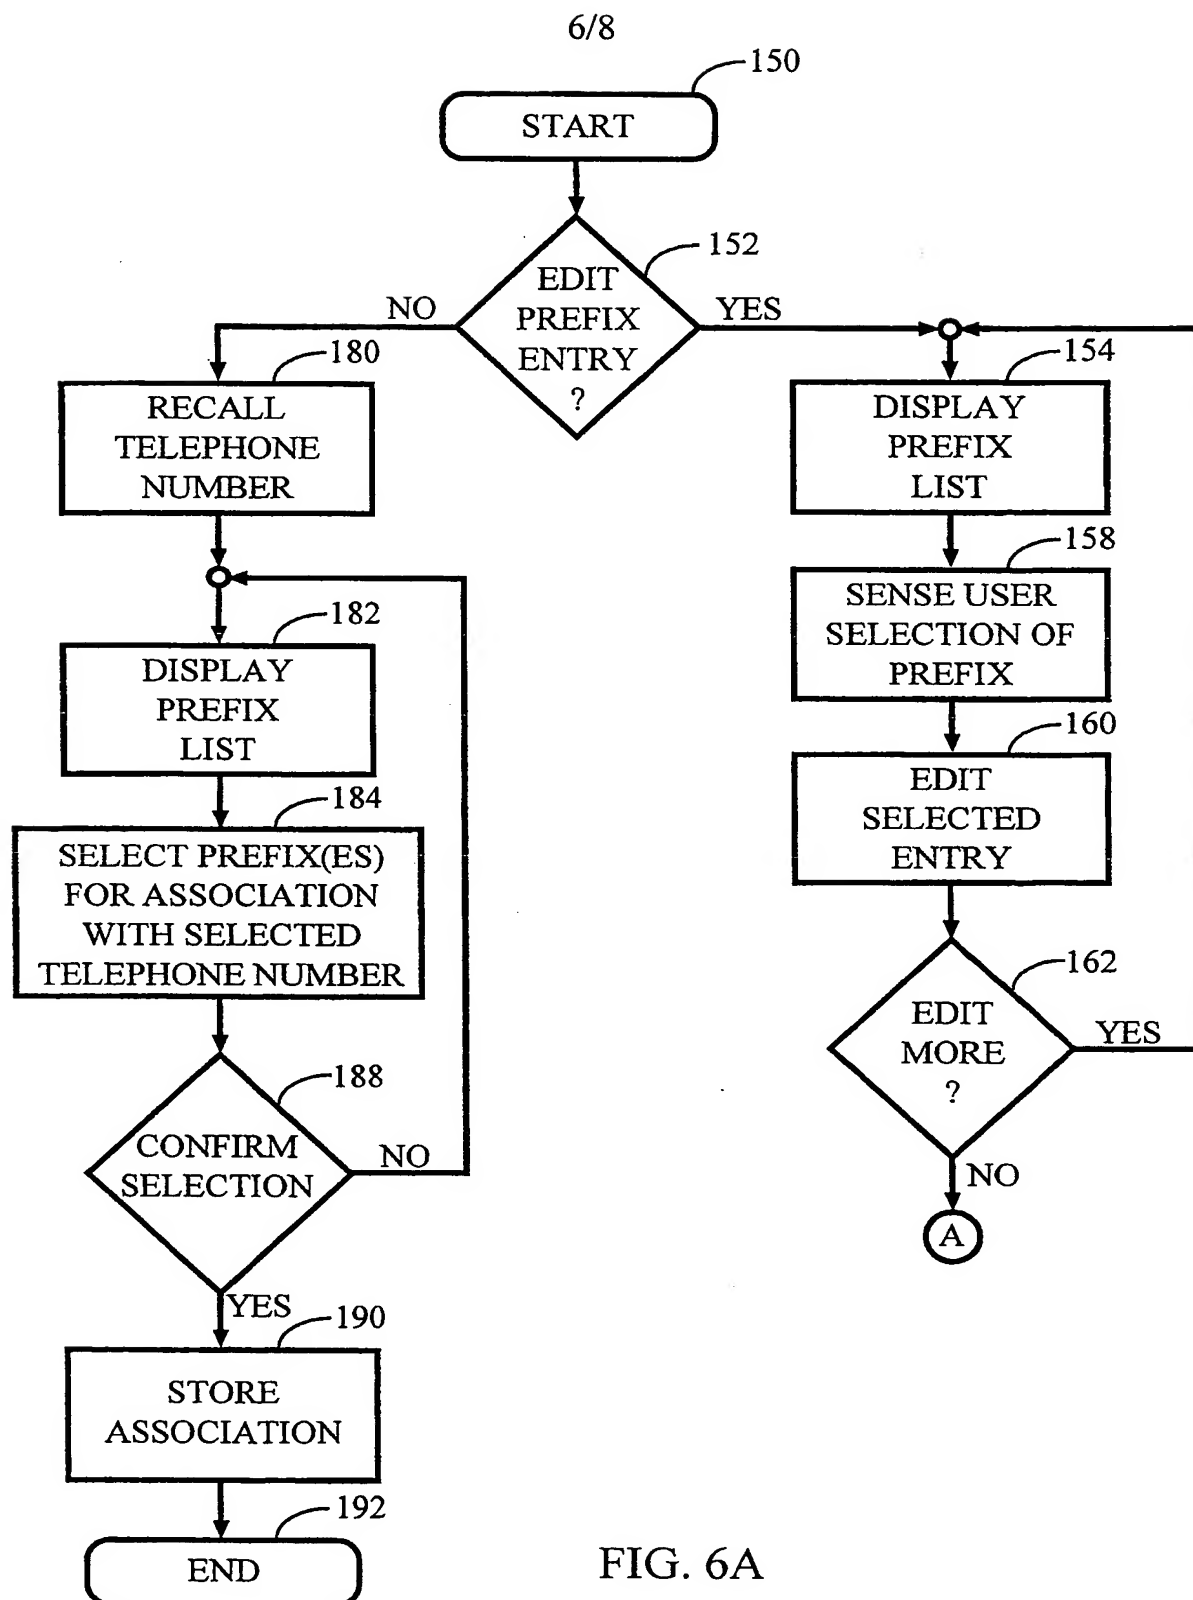 6/8
150
START
152
EDIT
PREFIX
ENTRY
?
NO
YES
180
RECALL
TELEPHONE
NUMBER
182
DISPLAY
PREFIX
LIST
184
SELECT PREFIX(ES)
FOR ASSOCIATION
WITH SELECTED
TELEPHONE NUMBER
188
CONFIRM
SELECTION
NO
YES
190
STORE
ASSOCIATION
192
END
154
DISPLAY
PREFIX
LIST
158
SENSE USER
SELECTION OF
PREFIX
160
EDIT
SELECTED
ENTRY
162
EDIT
MORE
?
YES
NO
A
FIG. 6A